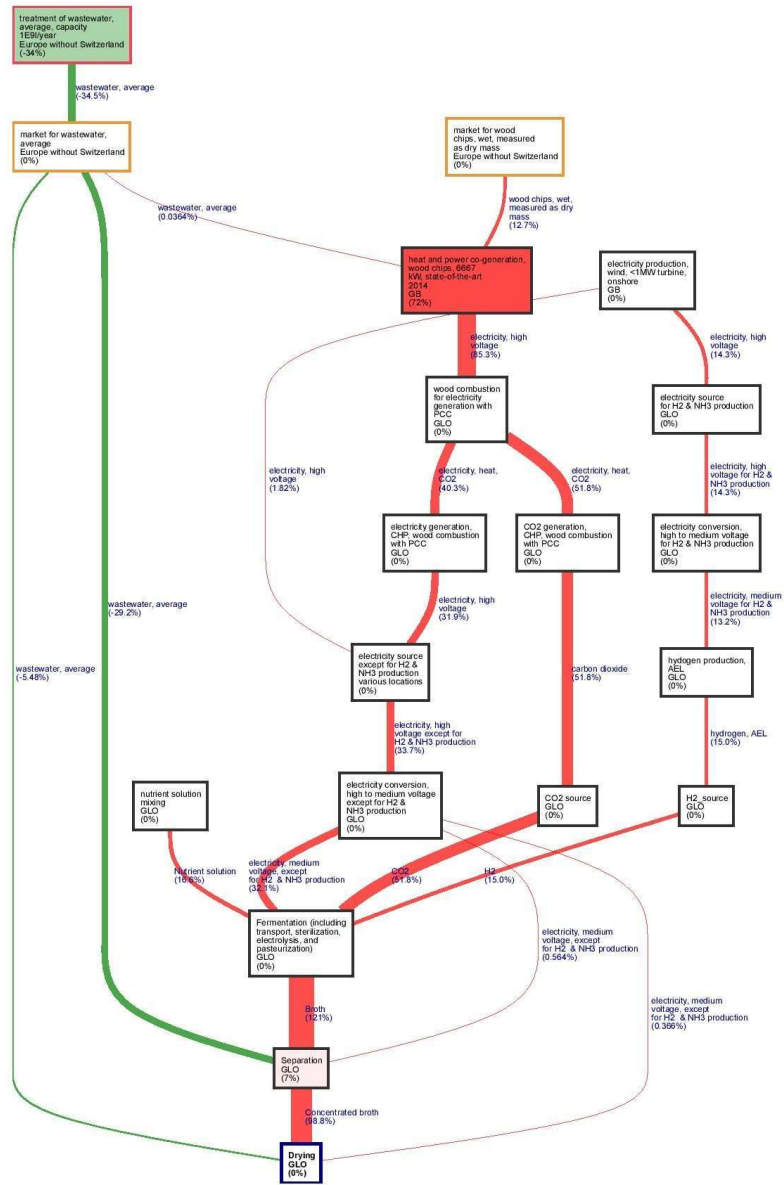 treatment of wastewater,
average, capacity
1E9l/year
Europe without Switzerland
(-34%)
wastewater, average
(-34.5%)
market for wastewater,
average
Europe without Switzerland
(0%)
market for wood
chips, wet, measured
as dry mass
Europe without Switzerland
(0%)
wastewater, average
(0.0364%)
wood chips, wet,
measured as dry
mass
(12.7%)
heat and power co-generation,
wood chips, 6667
kW, state-of-the-art
2014
GB
(72%)
electricity production,
wind, <1MW turbine,
onshore
GB
(0%)
electricity, high
voltage
(85.3%)
electricity, high
voltage
(14.3%)
wood combustion
for electricity
generation with
PCC
GLO
(0%)
electricity source
for H2 & NH3 production
GLO
(0%)
electricity, high
voltage
(1.82%)
electricity, heat,
CO2
(40.3%)
electricity, heat,
CO2
(51.8%)
electricity, high
voltage for H2 &
NH3 production
(14.3%)
electricity generation,
CHP, wood combustion
with PCC
GLO
(0%)
CO2 generation,
CHP, wood combustion
with PCC
GLO
(0%)
electricity conversion,
high to medium voltage
for H2 & NH3 production
GLO
(0%)
wastewater, average
(-29.2%)
electricity, high
voltage
(31.9%)
electricity, medium
voltage for H2 &
NH3 production
(13.2%)
wastewater, average
(-5.48%)
electricity source
except for H2 &
NH3 production
various locations
(0%)
carbon dioxide
(51.8%)
hydrogen production,
AEL
GLO
(0%)
electricity, high
voltage except for
H2 & NH3 production
(33.7%)
hydrogen, AEL
(15.0%)
nutrient solution
mixing
GLO
(0%)
electricity conversion,
high to medium voltage
except for H2 &
NH3 production
GLO
(0%)
CO2 source
GLO
(0%)
H2_source
GLO
(0%)
Nutrient solution
(16.6%)
electricity, medium
voltage, except
for H2 & NH3 production
(32.1%)
CO2
(51.8%)
H2
(15.0%)
Fermentation (including
transport, sterilization,
electrolysis, and
pasteurization)
GLO
(0%)
electricity, medium
voltage, except
for H2 & NH3 production
(0.564%)
Broth
(121%)
electricity, medium
voltage, except
for H2 & NH3 production
(0.366%)
Separation
GLO
(7%)
Concentrated broth
(98.8%)
Drying
GLO
(0%)